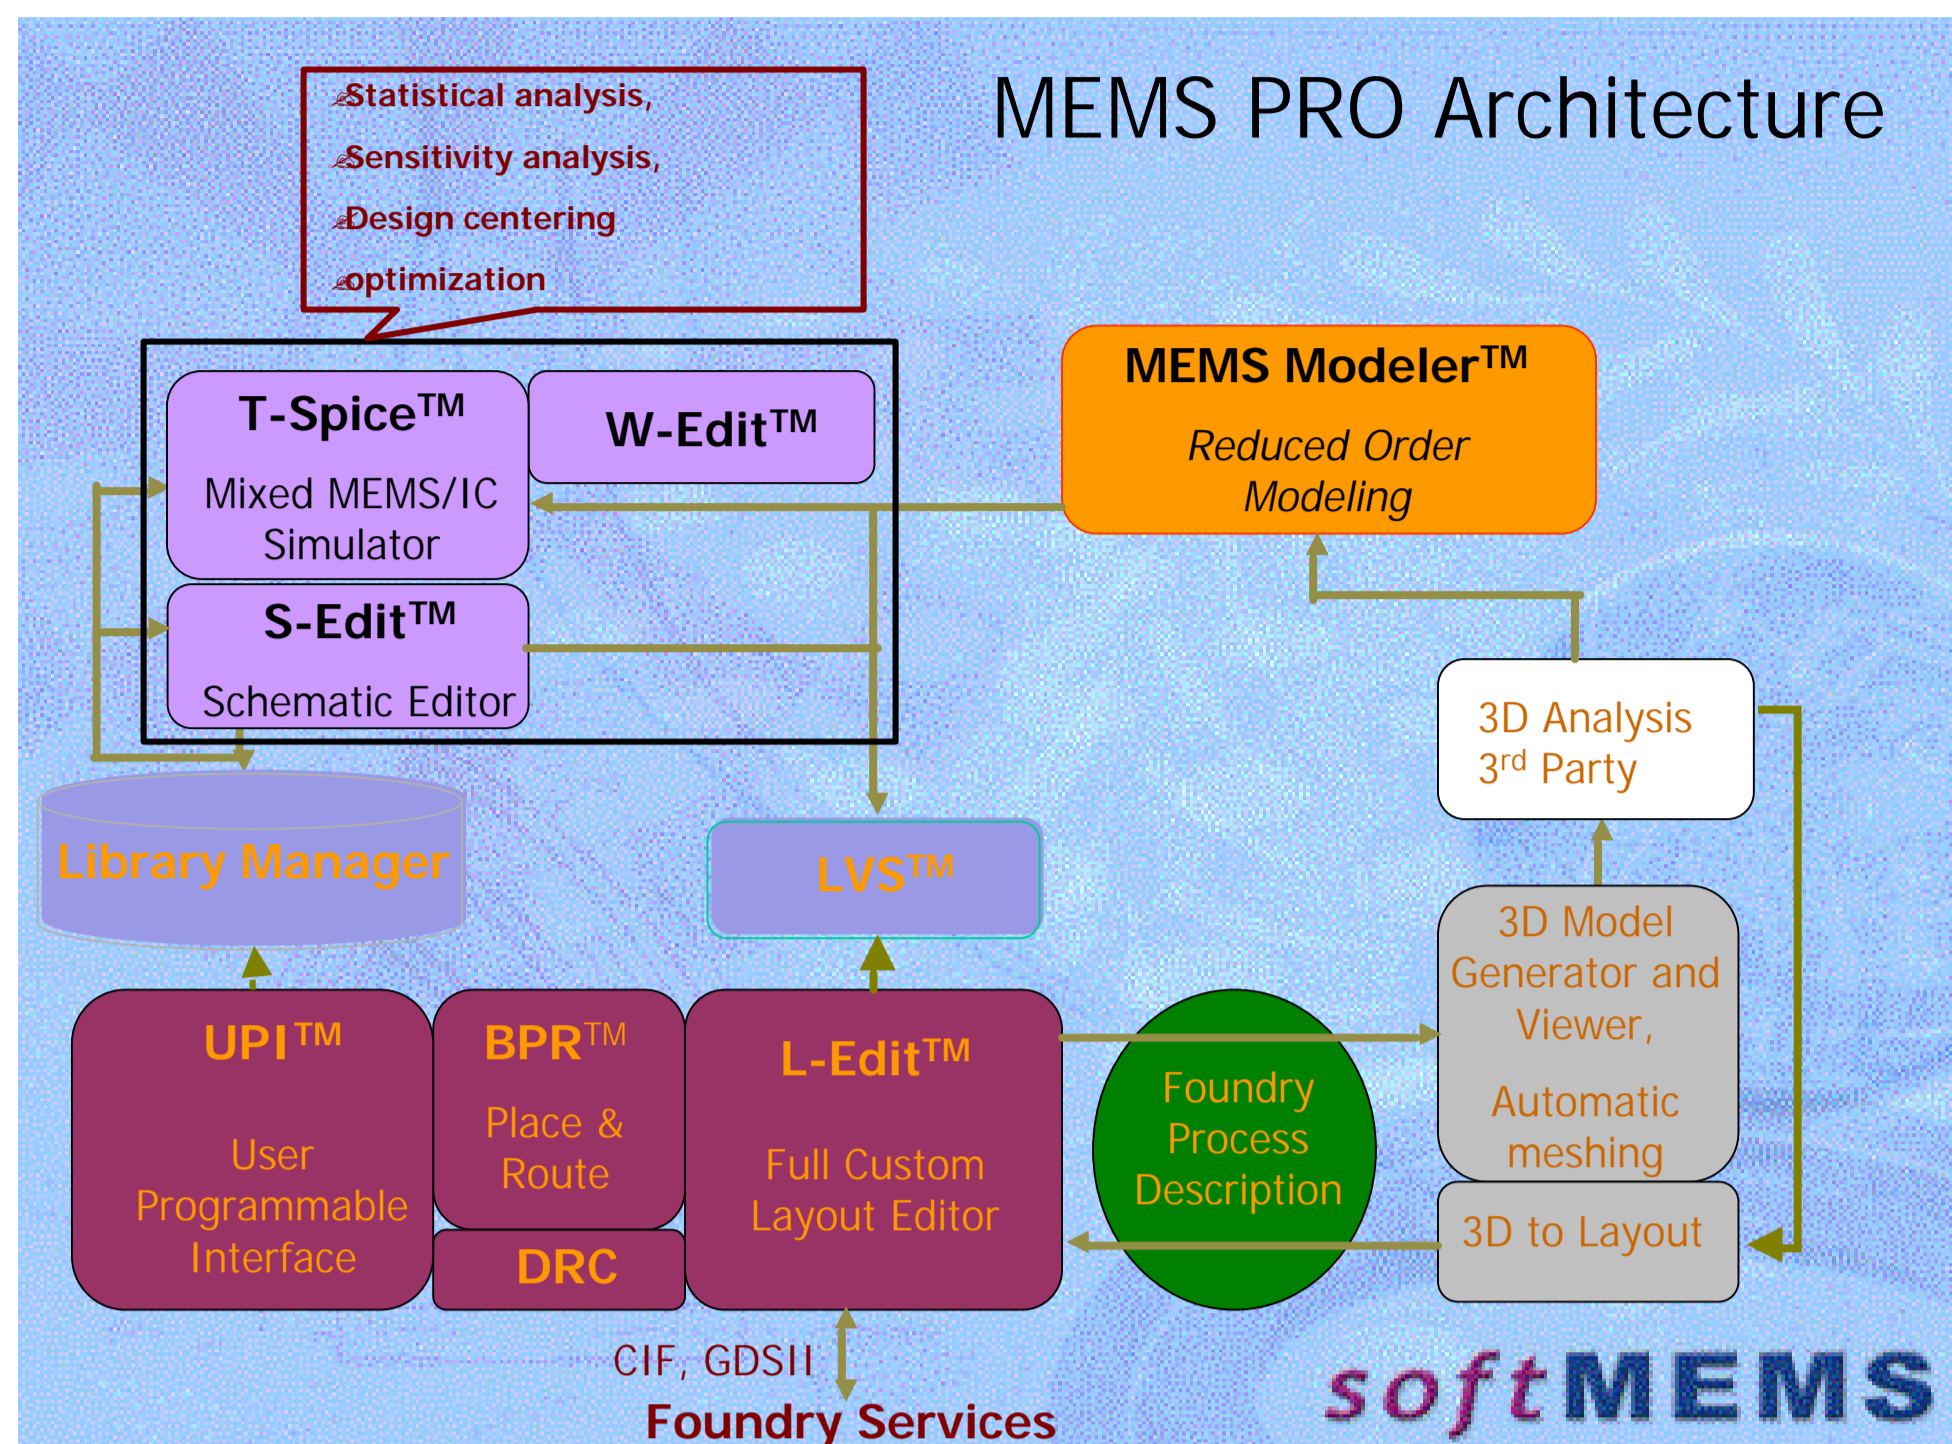 MEMS PRO Architecture
Statistical analysis,
Sensitivity analysis,
Design centering
optimization
T-Spice™
Mixed MEMS/IC
Simulator
W-Edit™
S-Edit™
Schematic Editor
MEMS Modeler™
Reduced Order
Modeling
3D Analysis
3rd Party
Library Manager
LVS™
3D Model
Generator and
Viewer,
Automatic
meshing
3D to Layout
UPI™
User
Programmable
Interface
BPR™
Place &
Route
DRC
L-Edit™
Full Custom
Layout Editor
Foundry
Process
Description
CIF, GDSII
Foundry Services
softMEMS